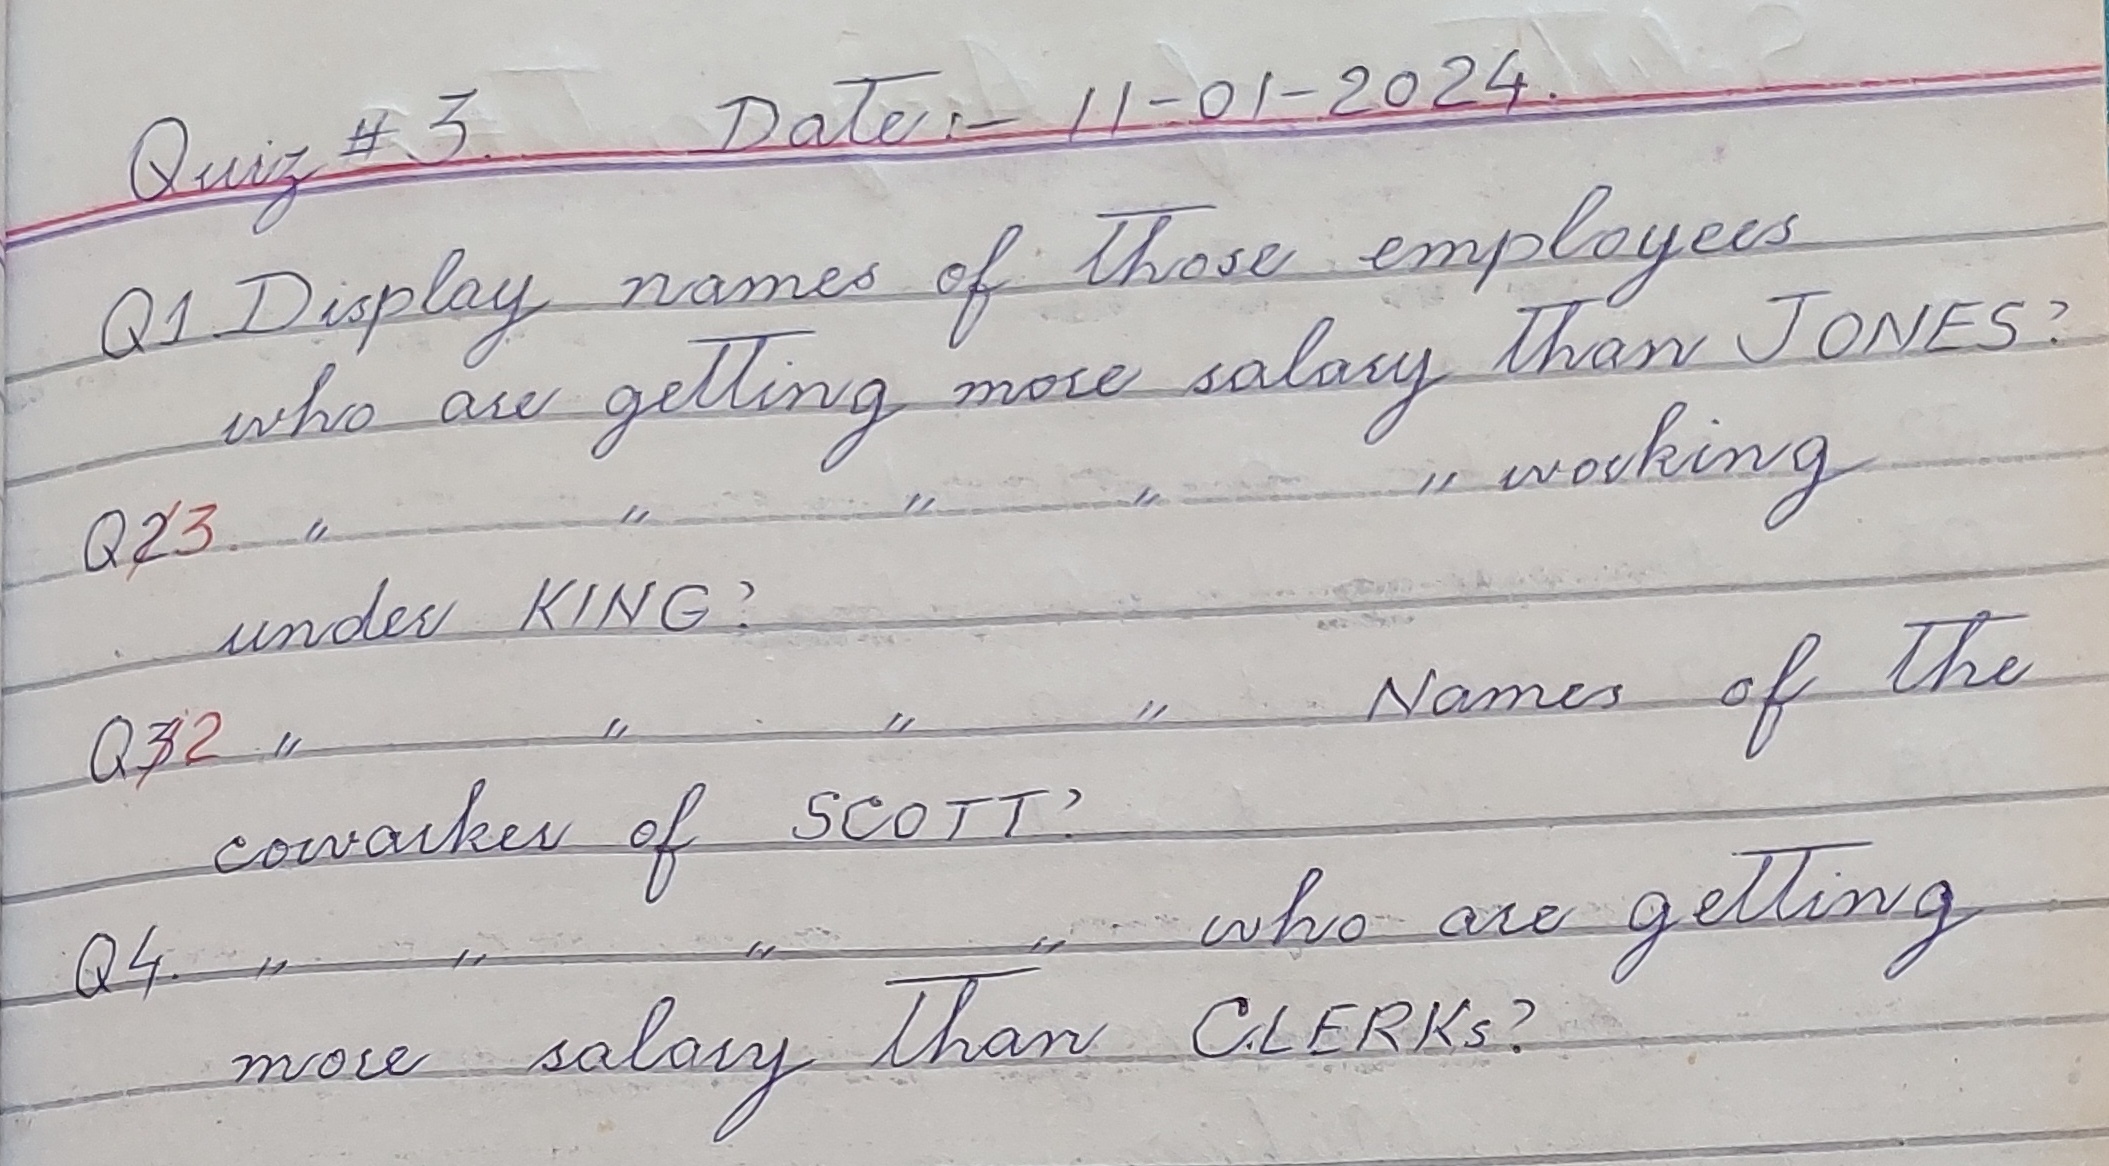 Quiz # 3 Date:- 11-01-2024.
Q1. Display names of those employees
who are getting more salary than JONES?
Q3. " " " " " working
under KING?
Q2 " " " " Names of the
coworker of SCOTT?
Q4. " " " " who are getting
more salary than CLERKs?